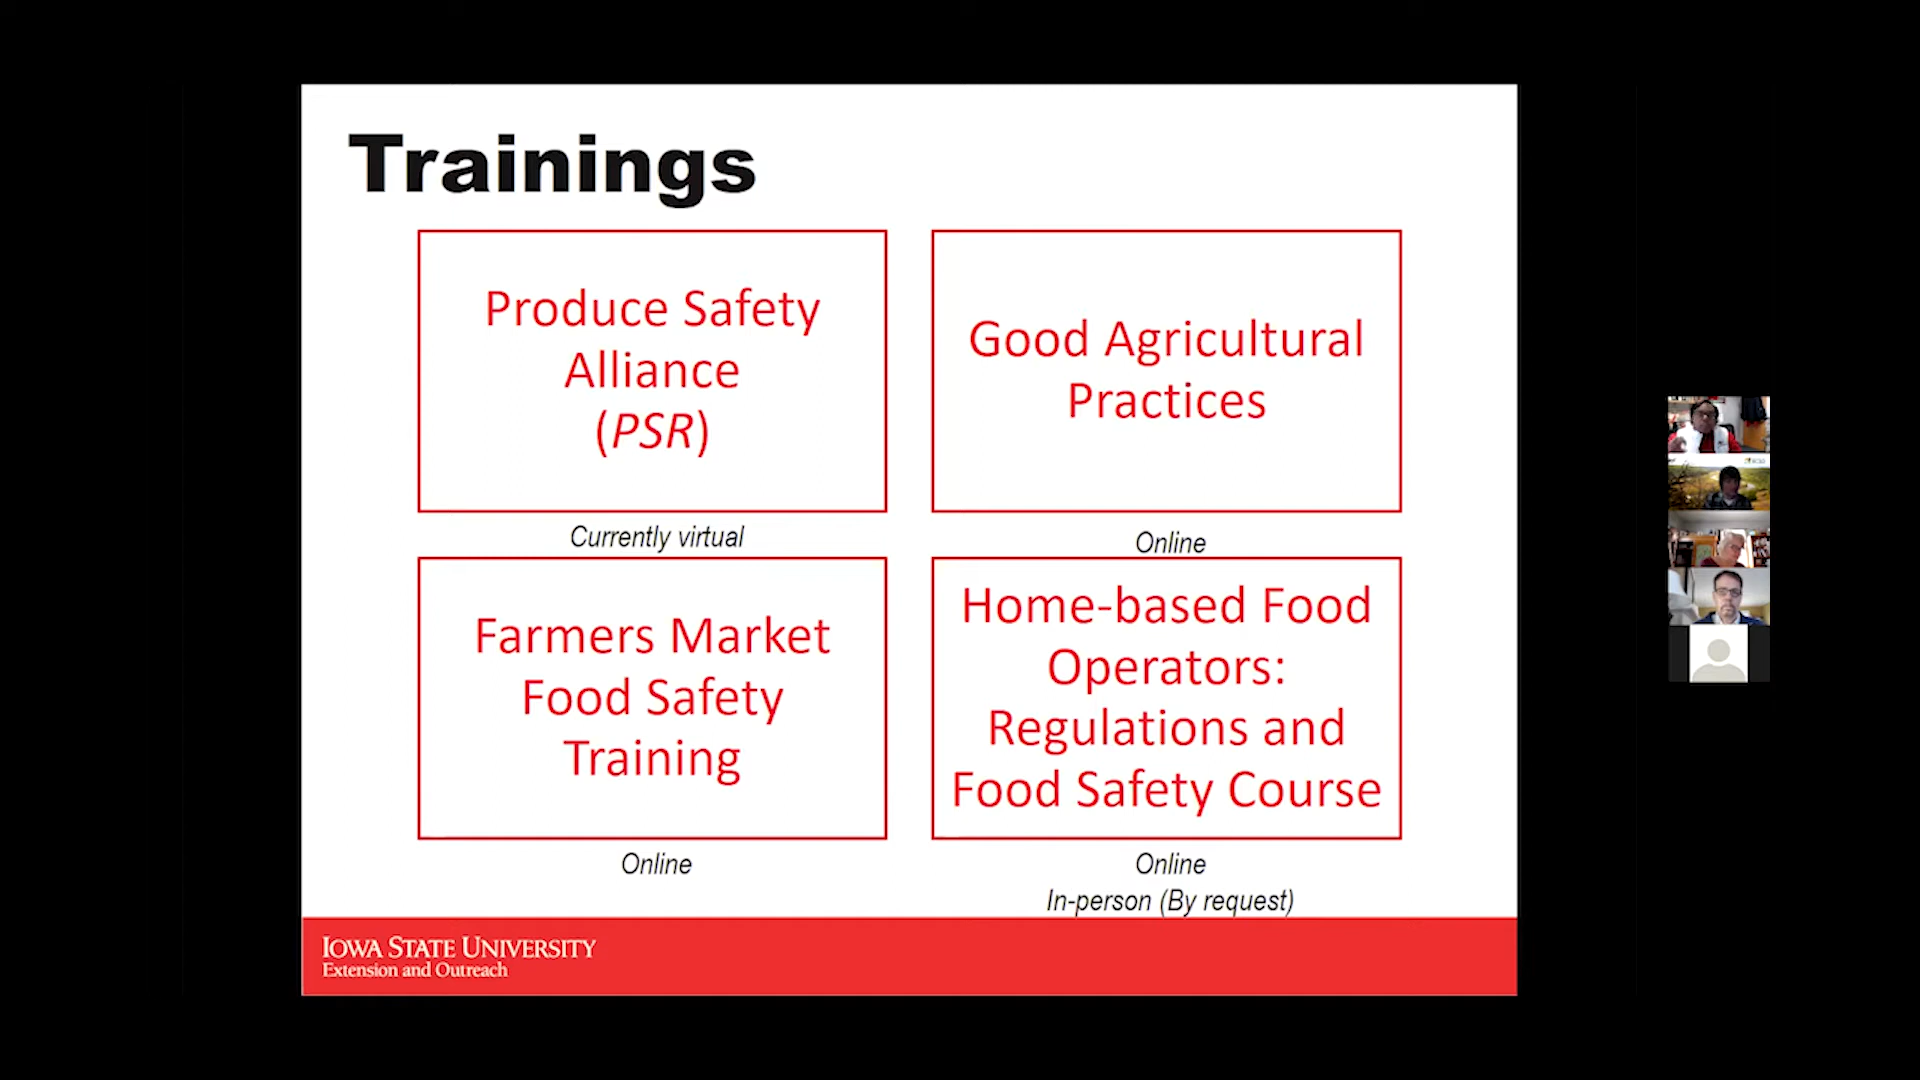 Trainings
Produce Safety
Alliance
(PSR)
Currently virtual
Good Agricultural
Practices
Online
Farmers Market
Food Safety
Training
Online
Home-based Food
Operators:
Regulations and
Food Safety Course
Online
In-person (By request)
IOWA STATE UNIVERSITY
Extension and Outreach